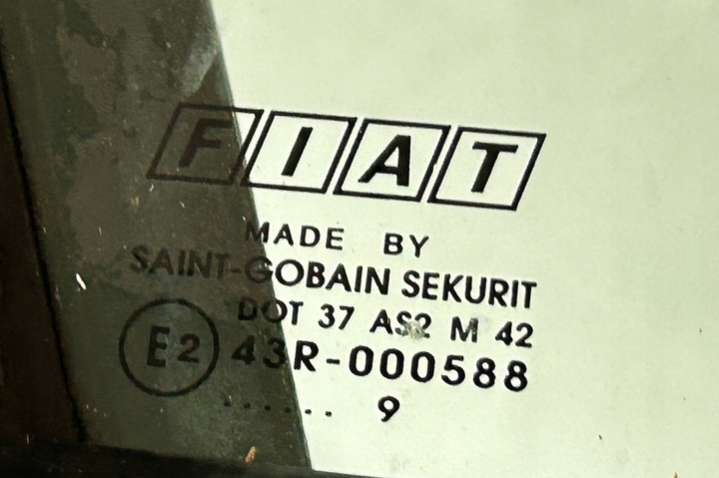 FIAT
MADE BY
SAINT-GOBAIN SEKURIT
DOT 37 AS2 M 42
E2 43R-000588
...... 9